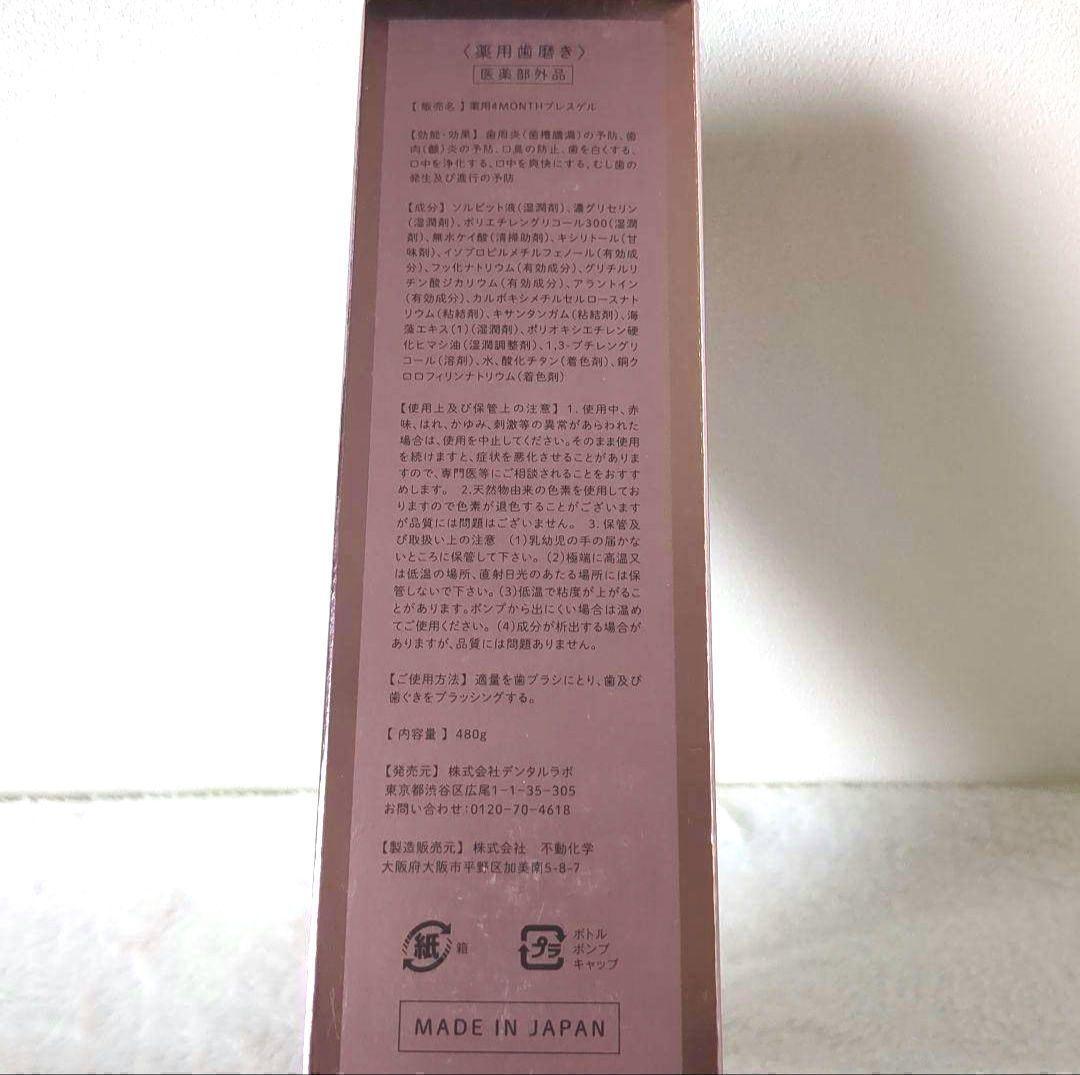 〈薬用歯磨き〉
医薬部外品
【 販売名 】 薬用4MONTHブレスゲル
【効能・効果】 歯周炎(歯槽膿漏)の予防、歯
肉(齦)炎の予防、口臭の防止、歯を白くする、
口中を浄化する、口中を爽快にする、むし歯の
発生及び進行の予防
【成分】 ソルビット液(湿潤剤)、濃グリセリン
(湿潤剤)、ポリエチレングリコール300(湿潤
剤)、無水ケイ酸(清掃助剤)、キシリトール(甘
味剤)、イソプロピルメチルフェノール(有効成
分)、フッ化ナトリウム(有効成分)、グリチルリ
チン酸ジカリウム(有効成分)、アラントイン
(有効成分)、カルボキシメチルセルロースナト
リウム(粘結剤)、キサンタンガム(粘結剤)、海
藻エキス(1)(湿潤剤)、ポリオキシエチレン硬
化ヒマシ油(湿潤調整剤)、1,3-ブチレングリ
コール(溶剤)、水、酸化チタン(着色剤)、銅ク
ロロフィリンナトリウム(着色剤)
【使用上及び保管上の注意】 1. 使用中、赤
味、はれ、かゆみ、刺激等の異常があらわれた
場合は、使用を中止してください。そのまま使用
を続けますと、症状を悪化させることがありま
すので、専門医等にご相談されることをおすす
めします。 2.天然物由来の色素を使用してお
りますので色素が退色することがございます
が品質には問題はございません。 3. 保管及
び取扱い上の注意 (1)乳幼児の手の届かな
いところに保管して下さい。 (2)極端に高温又
は低温の場所、直射日光のあたる場所には保
管しないで下さい。 (3)低温で粘度が上がるこ
とがあります。ポンプから出にくい場合は温め
てご使用ください。 (4)成分が析出する場合が
ありますが、品質には問題ありません。
【ご使用方法】 適量を歯ブラシにとり、歯及び
歯ぐきをブラッシングする。
【 内容量 】 480g
【発売元】 株式会社デンタルラボ
東京都渋谷区広尾1-1-35-305
お問い合わせ:0120-70-4618
【製造販売元】 株式会社 不動化学
大阪府大阪市平野区加美南5-8-7
紙 箱
プラ ボトル
ポンプ
キャップ
MADE IN JAPAN